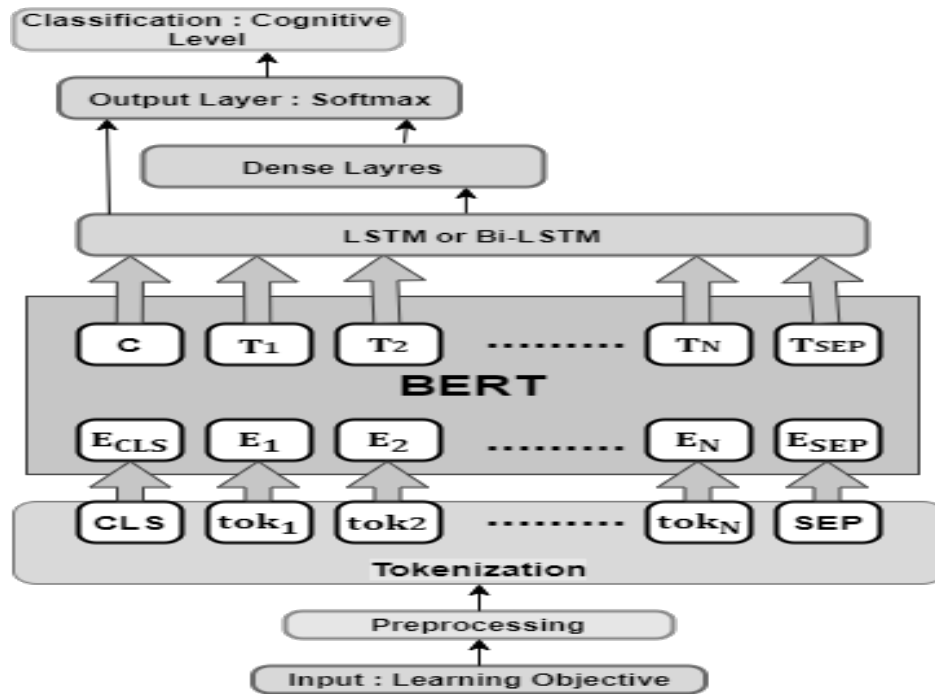 Classification : Cognitive
Level
Output Layer : Softmax
Dense Layres
LSTM or Bi-LSTM
C T1 T2 ......... TN TSEP
BERT
ECLS E1 E2 ......... EN ESEP
CLS tok1 tok2 ......... tokN SEP
Tokenization
Preprocessing
Input : Learning Objective